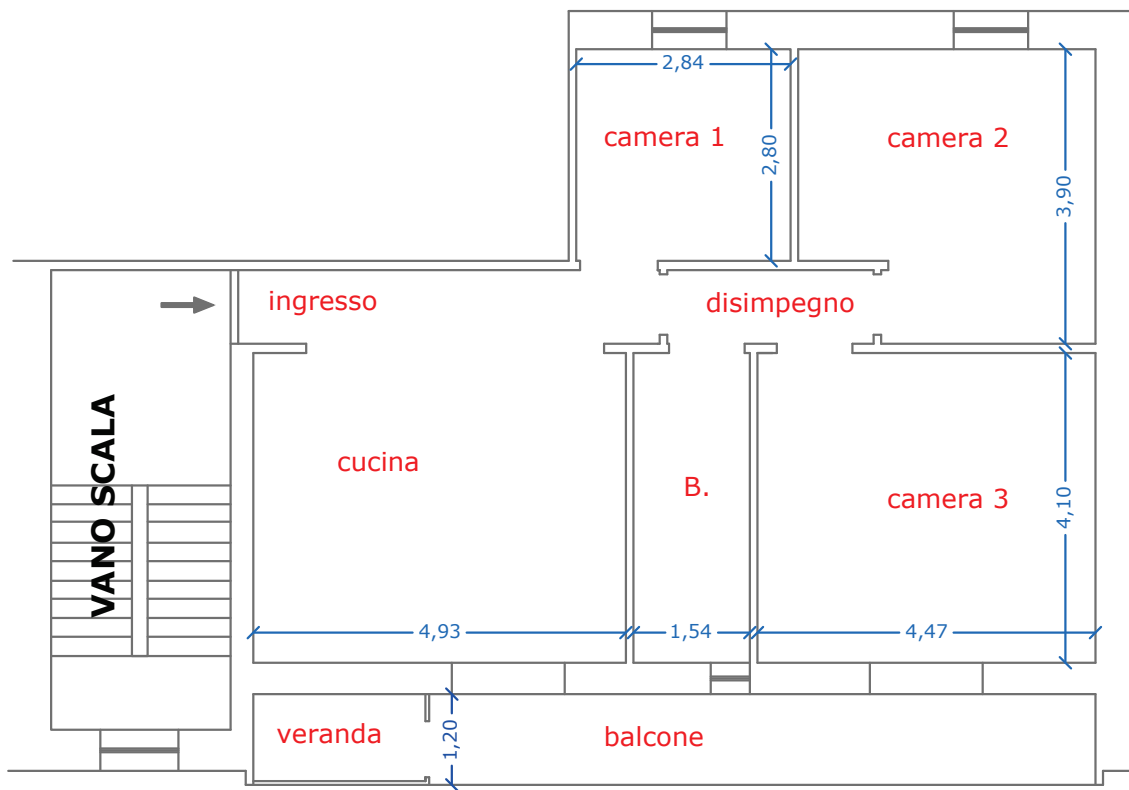 2,84
camera 1
camera 2
2,80
3,90
ingresso
disimpegno
VANO SCALA
cucina
B.
camera 3
4,10
4,93
1,54
4,47
veranda
1,20
balcone